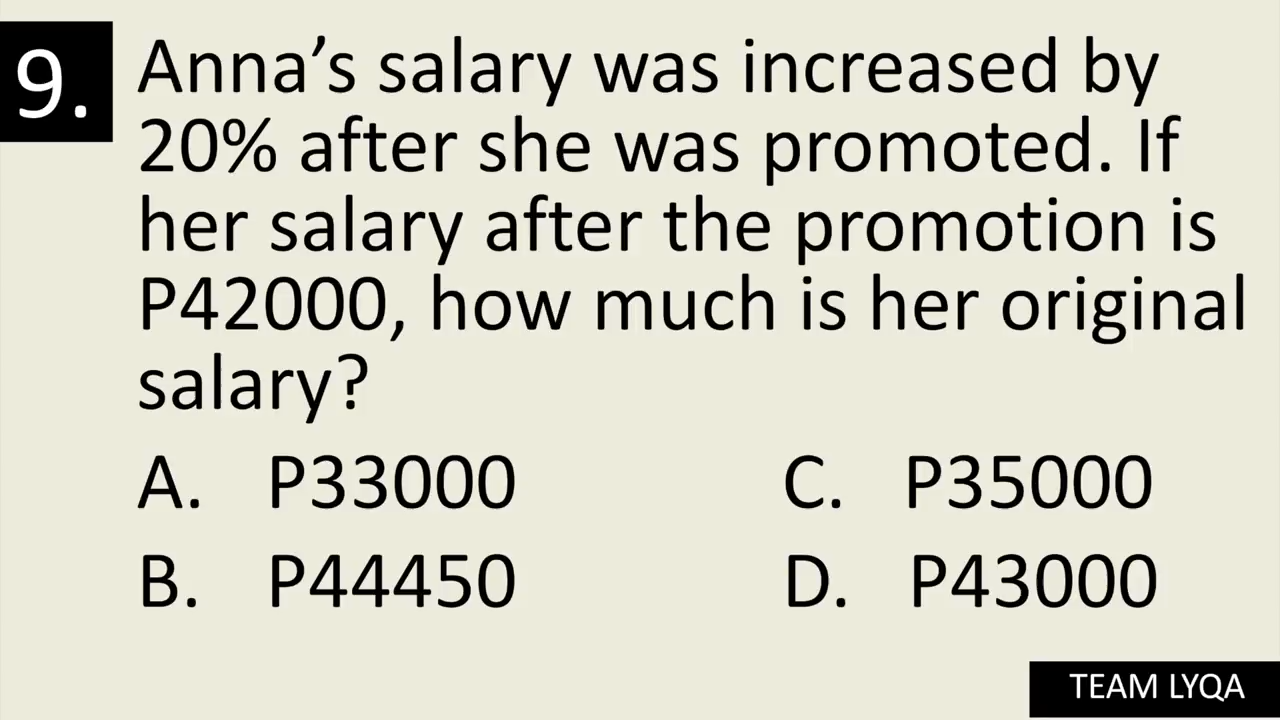 9.
Anna’s salary was increased by
20% after she was promoted. If
her salary after the promotion is
P42000, how much is her original
salary?
A. P33000 C. P35000
B. P44450 D. P43000
TEAM LYQA